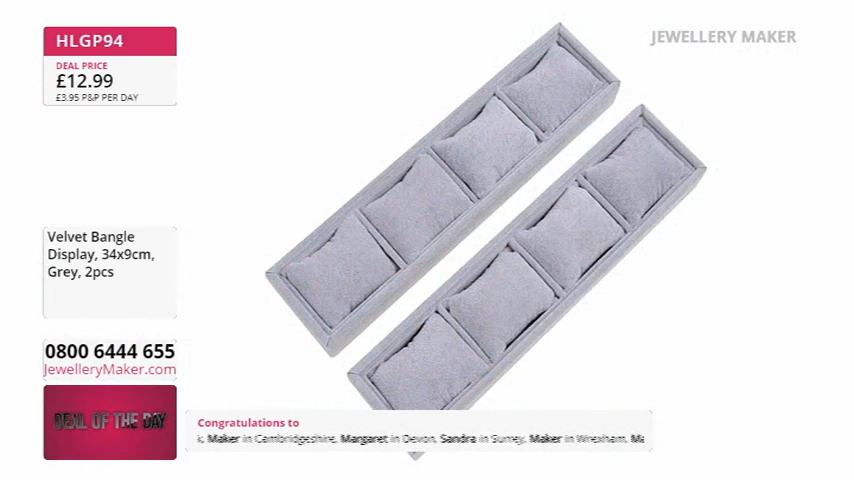 HLGP94
JEWELLERY MAKER
DEAL PRICE
£12.99
£3.95 P&P PER DAY
Velvet Bangle
Display, 34x9cm,
Grey, 2pcs
0800 6444 655
JewelleryMaker.com
DEAL OF THE DAY
Congratulations to
k, Maker in Cambridgeshire, Margaret in Devon, Sandra in Surrey, Maker in Wrexham, Ma